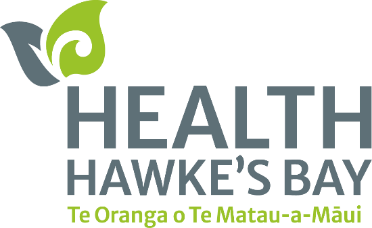 HEALTH
HAWKE'S BAY
Te Oranga o Te Matau-a-Māui